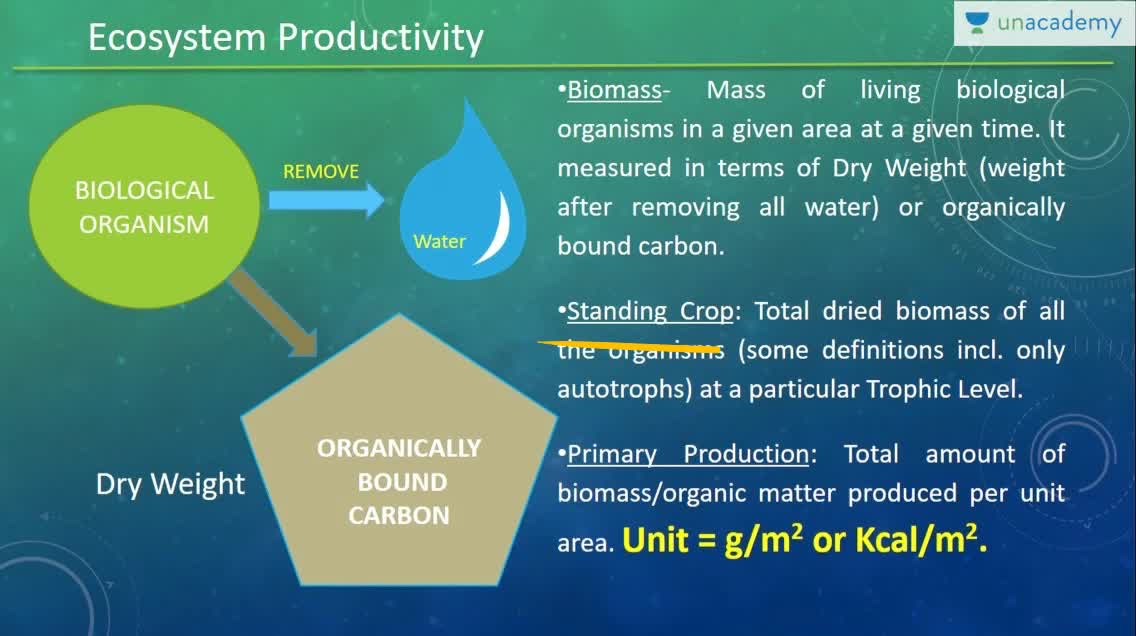 Ecosystem Productivity
unacademy
BIOLOGICAL
ORGANISM
REMOVE
Water
Dry Weight
ORGANICALLY
BOUND
CARBON
•Biomass- Mass of living biological
organisms in a given area at a given time. It
measured in terms of Dry Weight (weight
after removing all water) or organically
bound carbon.
•Standing Crop: Total dried biomass of all
the organisms (some definitions incl. only
autotrophs) at a particular Trophic Level.
•Primary Production: Total amount of
biomass/organic matter produced per unit
area. Unit = g/m² or Kcal/m².